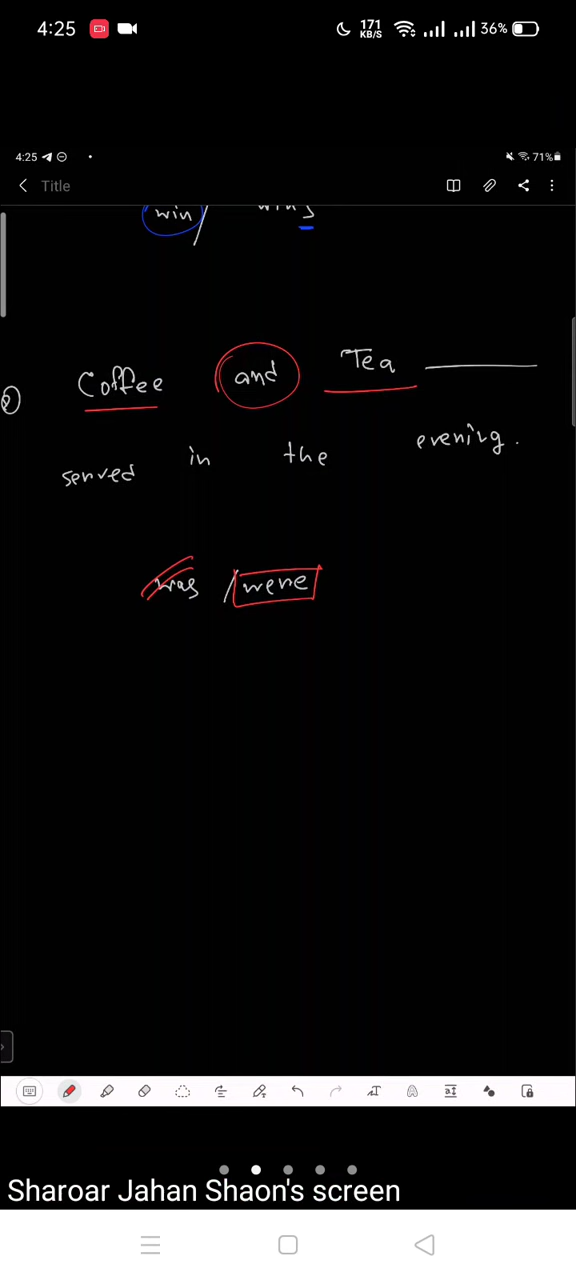 4:25 171 KB/S 36%
4:25 71%
Title
win/ wins
Coffee and Tea
served in the evening.
was / were
Sharoar Jahan Shaon's screen